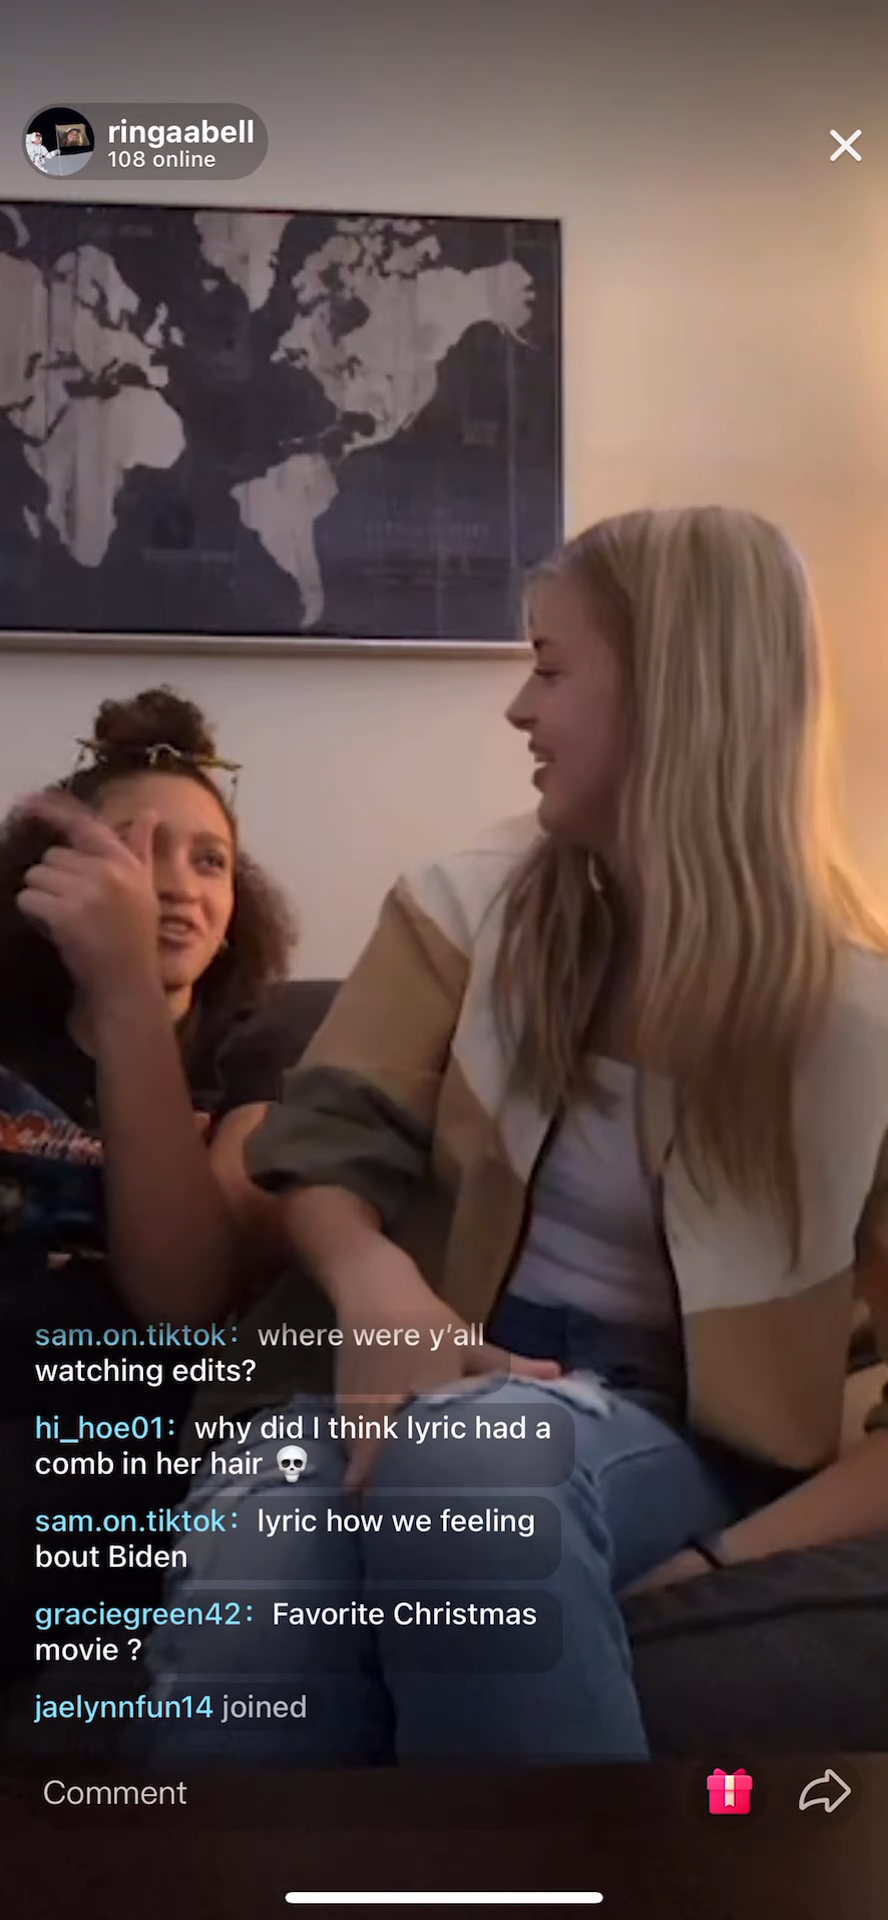 ringaabell
108 online
sam.on.tiktok: where were y’all
watching edits?
hi_hoe01: why did I think lyric had a
comb in her hair 💀
sam.on.tiktok: lyric how we feeling
bout Biden
graciegreen42: Favorite Christmas
movie ?
jaelynnfun14 joined
Comment